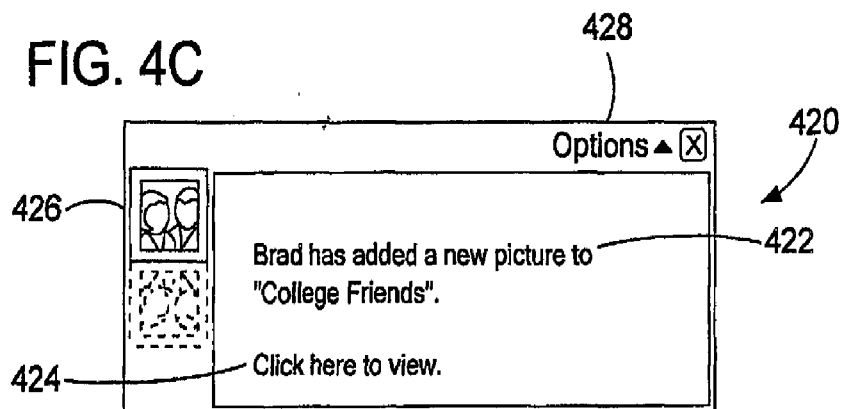 FIG. 4C
428
Options ▲ X
420
426
422
Brad has added a new picture to
"College Friends".
424
Click here to view.